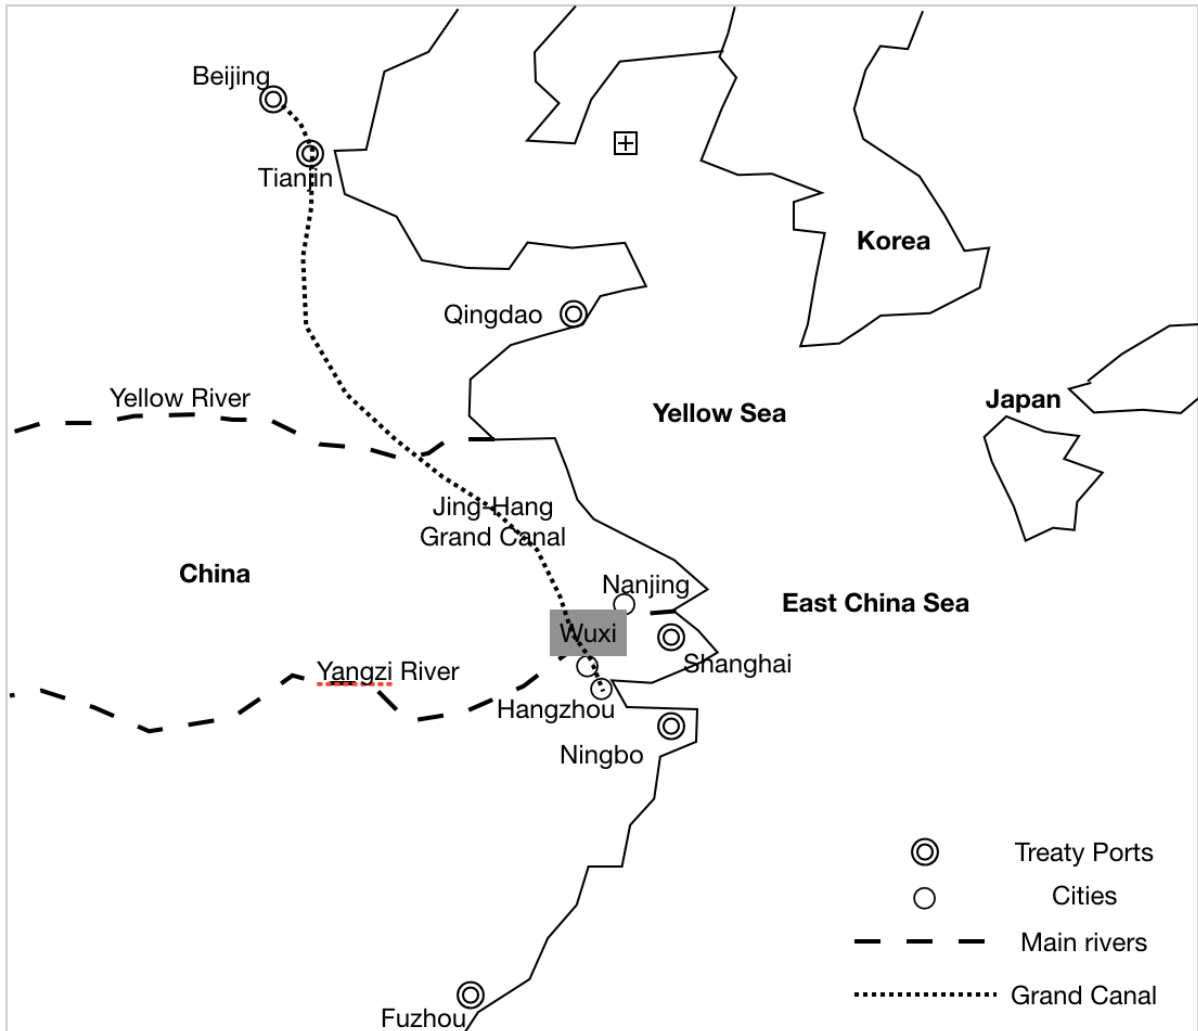 Beijing
Tianjin
Korea
Qingdao
Yellow River
Japan
Yellow Sea
Jing-Hang
Grand Canal
China
Nanjing
East China Sea
Wuxi
Shanghai
Yangzi River
Hangzhou
Ningbo
Treaty Ports
Cities
Main rivers
Grand Canal
Fuzhou